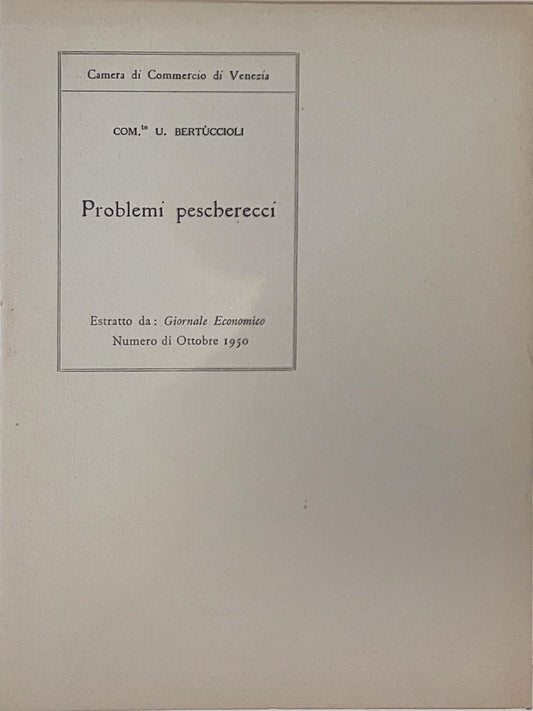 Camera di Commercio di Venezia
COM.te U. BERTÙCCIOLI
Problemi pescherecci
Estratto da: Giornale Economico
Numero di Ottobre 1950